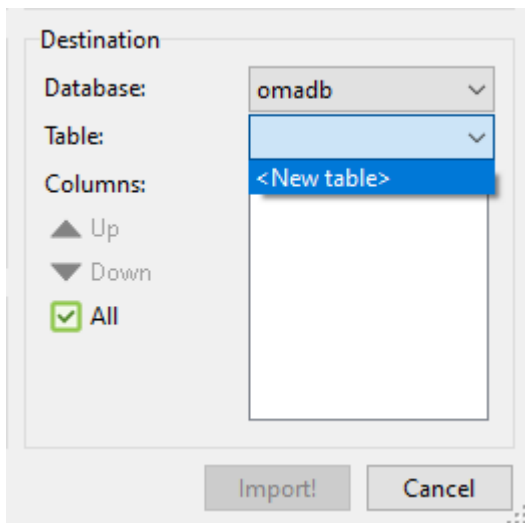 Destination
Database: omadb
Table:
<New table>
Columns:
Up
Down
All
Import! Cancel